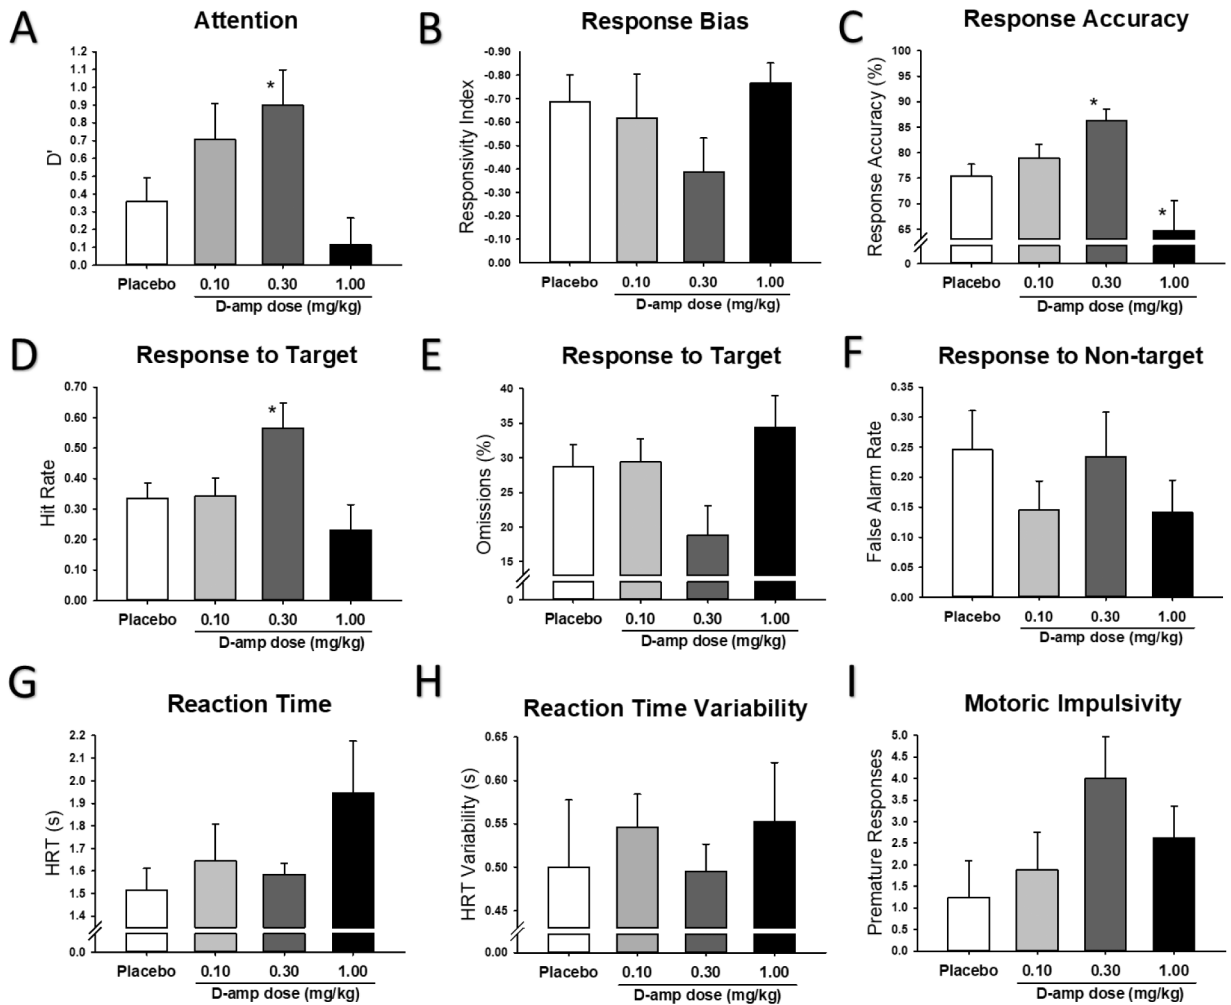 A
Attention
D'
1.2
1.1
1.0
0.9
0.8
0.7
0.6
0.5
0.4
0.3
0.2
0.1
0.0
*
Placebo 0.10 0.30 1.00
D-amp dose (mg/kg)
B
Response Bias
Responsivity Index
-0.90
-0.80
-0.70
-0.60
-0.50
-0.40
-0.30
-0.20
-0.10
0.00
Placebo 0.10 0.30 1.00
D-amp dose (mg/kg)
C
Response Accuracy
Response Accuracy (%)
100
95
90
85
80
75
70
65
0
*
*
Placebo 0.10 0.30 1.00
D-amp dose (mg/kg)
D
Response to Target
Hit Rate
0.70
0.60
0.50
0.40
0.30
0.20
0.10
0.00
*
Placebo 0.10 0.30 1.00
D-amp dose (mg/kg)
E
Response to Target
Omissions (%)
40
35
30
25
20
15
0
Placebo 0.10 0.30 1.00
D-amp dose (mg/kg)
F
Response to Non-target
False Alarm Rate
0.35
0.30
0.25
0.20
0.15
0.10
0.05
0.00
Placebo 0.10 0.30 1.00
D-amp dose (mg/kg)
G
Reaction Time
HRT (s)
2.2
2.1
2.0
1.9
1.8
1.7
1.6
1.5
1.4
0.0
Placebo 0.10 0.30 1.00
D-amp dose (mg/kg)
H
Reaction Time Variability
HRT Variability (s)
0.65
0.60
0.55
0.50
0.45
0.00
Placebo 0.10 0.30 1.00
D-amp dose (mg/kg)
I
Motoric Impulsivity
Premature Responses
5.0
4.5
4.0
3.5
3.0
2.5
2.0
1.5
1.0
0.5
0.0
Placebo 0.10 0.30 1.00
D-amp dose (mg/kg)